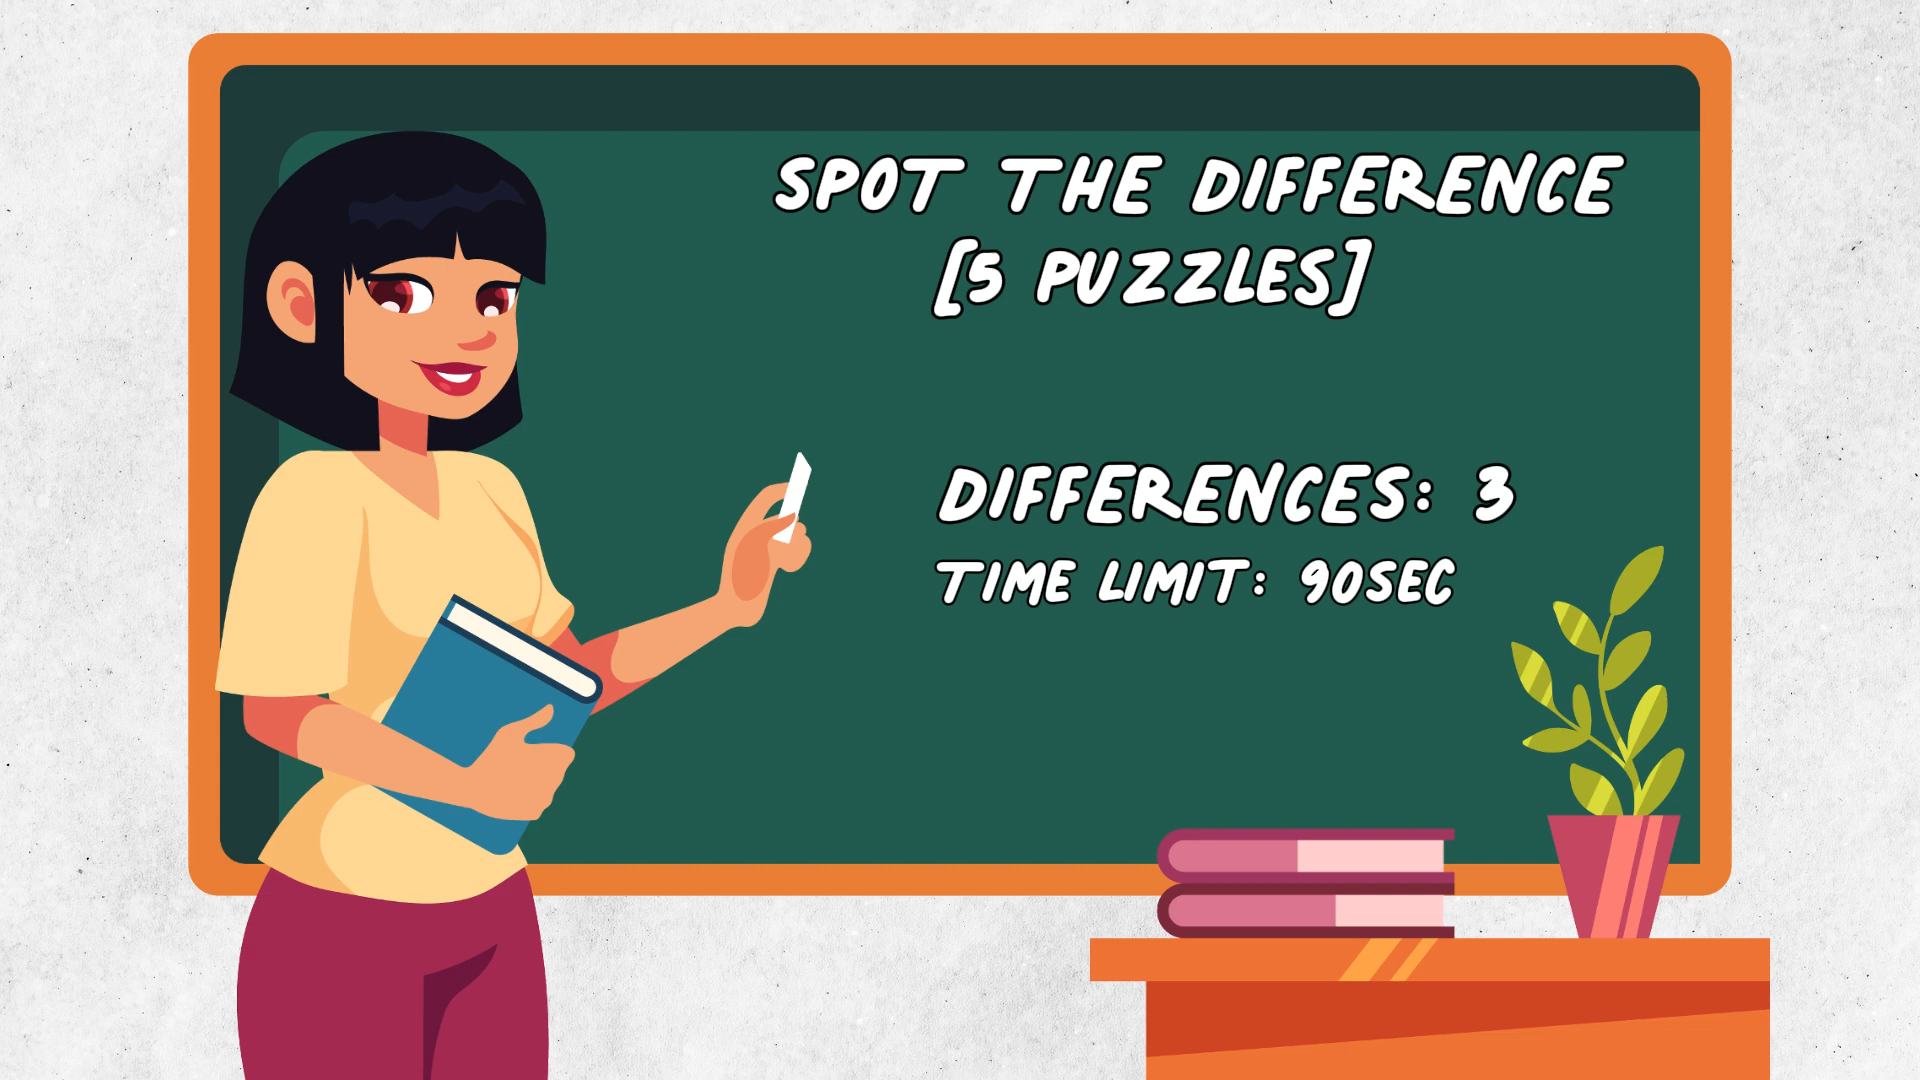 SPOT THE DIFFERENCE
[5 PUZZLES]
DIFFERENCES: 3
TIME LIMIT: 90SEC